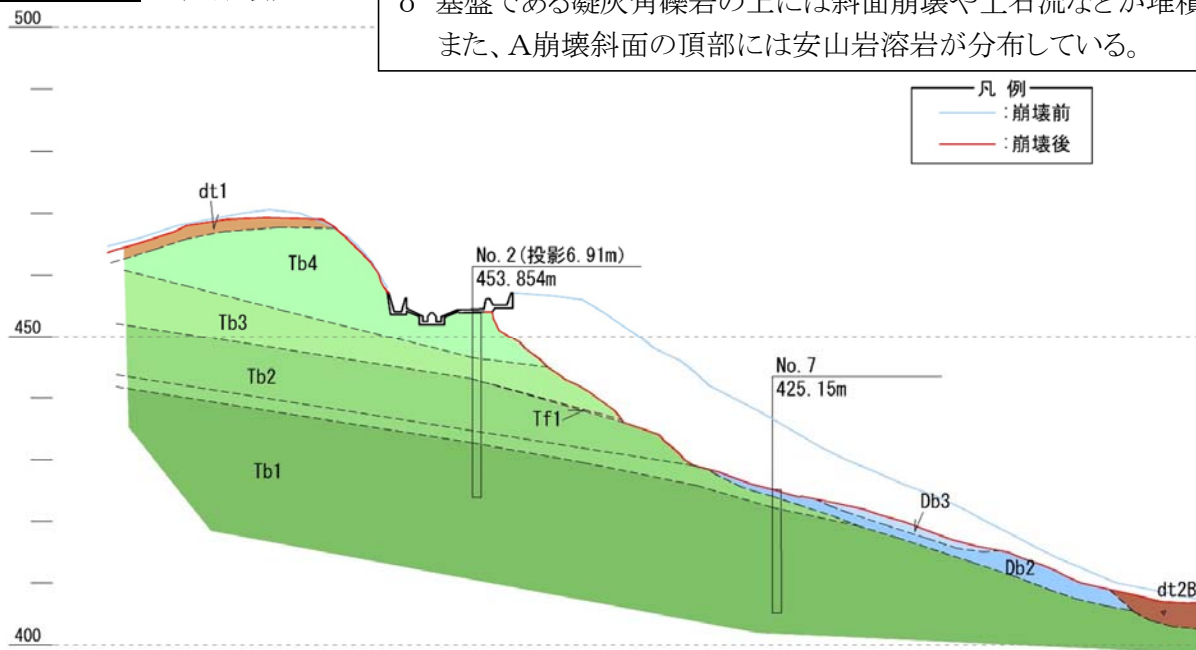 500
基盤である凝灰角礫岩の上には斜面崩壊や土石流などが堆積
また、A崩壊斜面の頂部には安山岩溶岩が分布している。
凡 例
:崩壊前
:崩壊後
dt1
Tb4
No. 2(投影6.91m)
453.854m
Tb3
450
No. 7
425.15m
Tb2
Tf1
Tb1
Db3
Db2
dt2B
400